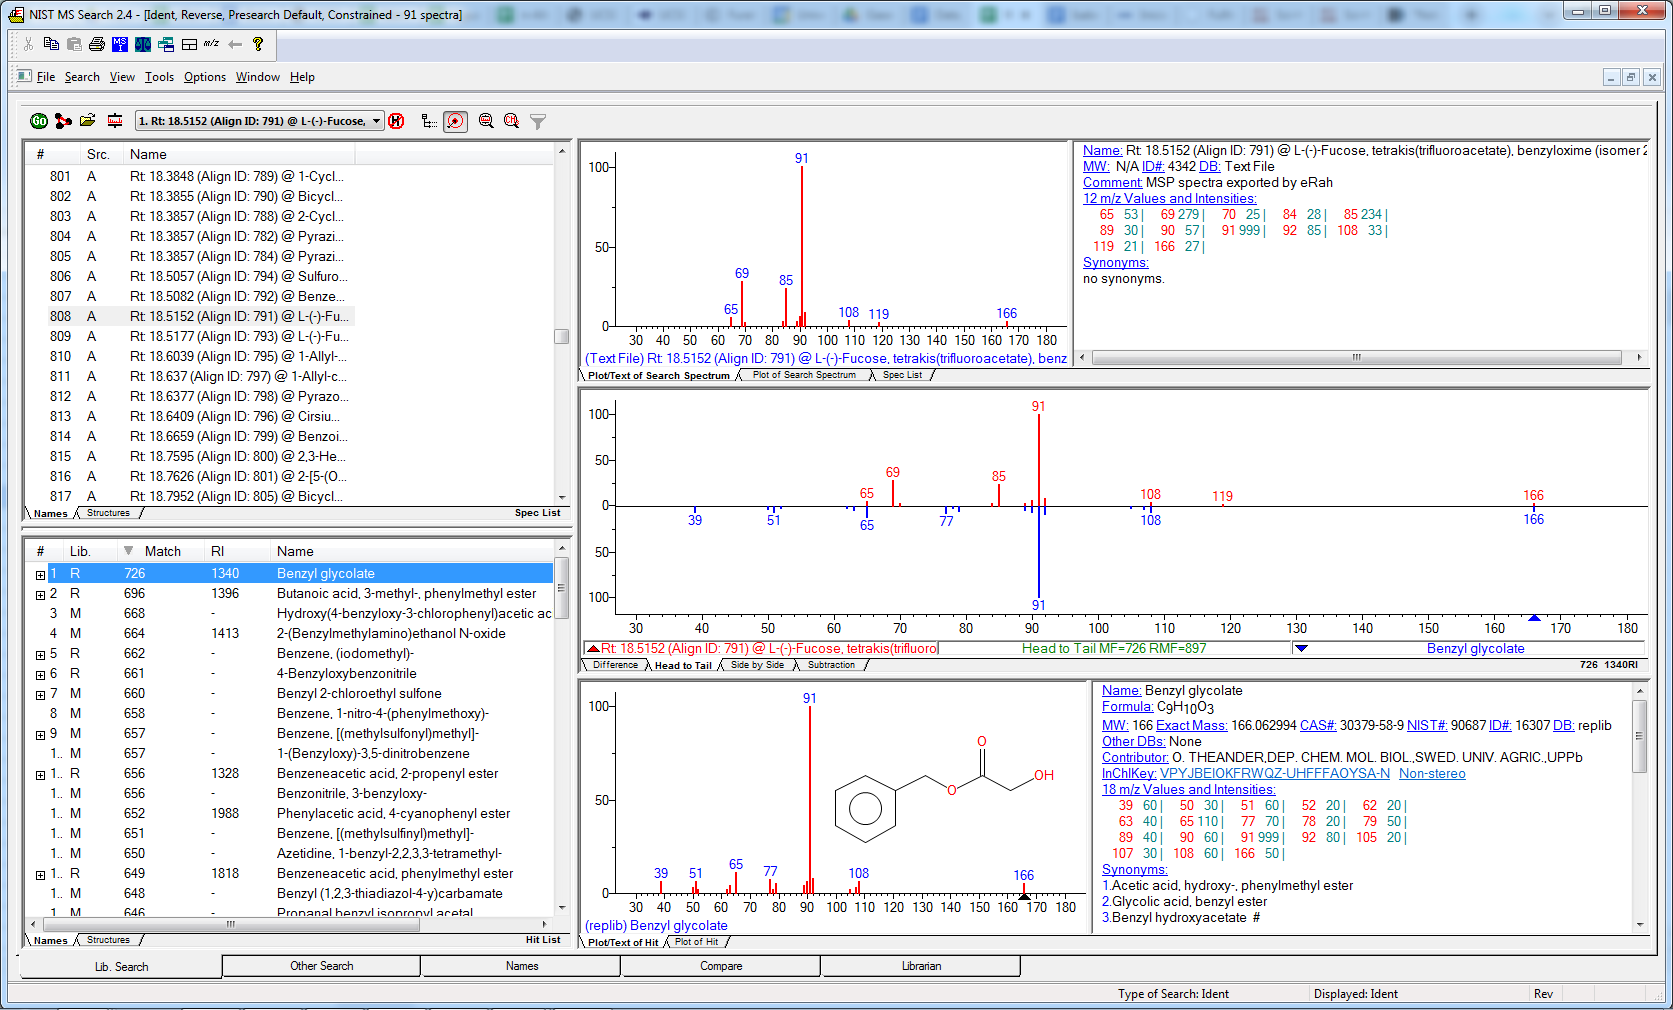 NIST MS Search 2.4 - [Ident, Reverse, Presearch Default, Constrained - 91 spectra]
MS
I
m/z
?
File Search View Tools Options Window Help
GO
1. Rt: 18.5152 (Align ID: 791) @ L-(-)-Fucose,
# Src. Name
801 A Rt: 18.3848 (Align ID: 789) @ 1-Cycl...
802 A Rt: 18.3855 (Align ID: 790) @ Bicycl...
803 A Rt: 18.3857 (Align ID: 788) @ 2-Cycl...
804 A Rt: 18.3857 (Align ID: 782) @ Pyrazi...
805 A Rt: 18.3857 (Align ID: 784) @ Pyrazi...
806 A Rt: 18.5057 (Align ID: 794) @ Sulfuro...
807 A Rt: 18.5082 (Align ID: 792) @ Benze...
808 A Rt: 18.5152 (Align ID: 791) @ L-(-)-Fu...
809 A Rt: 18.5177 (Align ID: 793) @ L-(-)-Fu...
810 A Rt: 18.6039 (Align ID: 795) @ 1-Allyl-...
811 A Rt: 18.637 (Align ID: 797) @ 1-Allyl-c...
812 A Rt: 18.6377 (Align ID: 798) @ Pyrazo...
813 A Rt: 18.6409 (Align ID: 796) @ Cirsiu...
814 A Rt: 18.6659 (Align ID: 799) @ Benzoi...
815 A Rt: 18.7595 (Align ID: 800) @ 2,3-He...
816 A Rt: 18.7626 (Align ID: 801) @ 2-[5-(O...
817 A Rt: 18.7952 (Align ID: 805) @ Bicycl...
Names Structures Spec List
# Lib. Match RI Name
1 R 726 1340 Benzyl glycolate
2 R 696 1396 Butanoic acid, 3-methyl-, phenylmethyl ester
3 M 668 - Hydroxy(4-benzyloxy-3-chlorophenyl)acetic ac
4 M 664 1413 2-(Benzylmethylamino)ethanol N-oxide
5 R 662 - Benzene, (iodomethyl)-
6 R 661 - 4-Benzyloxybenzonitrile
7 M 660 - Benzyl 2-chloroethyl sulfone
8 M 658 - Benzene, 1-nitro-4-(phenylmethoxy)-
9 M 657 - Benzene, [(methylsulfonyl)methyl]-
1.. M 657 - 1-(Benzyloxy)-3,5-dinitrobenzene
1.. R 656 1328 Benzeneacetic acid, 2-propenyl ester
1.. M 656 - Benzonitrile, 3-benzyloxy-
1.. M 652 1988 Phenylacetic acid, 4-cyanophenyl ester
1.. M 651 - Benzene, [(methylsulfinyl)methyl]-
1.. M 650 - Azetidine, 1-benzyl-2,2,3,3-tetramethyl-
1.. R 649 1818 Benzeneacetic acid, phenylmethyl ester
1.. M 648 - Benzyl (1,2,3-thiadiazol-4-y)carbamate
1.. M 646 - Propanal benzyl isopropyl acetal
Names Structures Hit List
100
50
0
91
69
85
65
108
119
166
30 40 50 60 70 80 90 100 110 120 130 140 150 160 170 180
(Text File) Rt: 18.5152 (Align ID: 791) @ L-(-)-Fucose, tetrakis(trifluoroacetate), benz
Plot/Text of Search Spectrum Plot of Search Spectrum Spec List
Name: Rt: 18.5152 (Align ID: 791) @ L-(-)-Fucose, tetrakis(trifluoroacetate), benzyloxime (isomer 2
MW: N/A ID#: 4342 DB: Text File
Comment: MSP spectra exported by eRah
12 m/z Values and Intensities:
65 53 | 69 279 | 70 25 | 84 28 | 85 234 |
89 30 | 90 57 | 91 999 | 92 85 | 108 33 |
119 21 | 166 27 |
Synonyms:
no synonyms.
100
50
0
50
100
91
69
85
65
108
119
166
39
51
65
77
108
166
91
30 40 50 60 70 80 90 100 110 120 130 140 150 160 170 180
Rt: 18.5152 (Align ID: 791) @ L-(-)-Fucose, tetrakis(trifluoro Head to Tail MF=726 RMF=897 Benzyl glycolate
Difference Head to Tail Side by Side Subtraction 726 1340RI
100
50
0
91
39
51
65
77
108
166
O
O
OH
30 40 50 60 70 80 90 100 110 120 130 140 150 160 170 180
(replib) Benzyl glycolate
Plot/Text of Hit Plot of Hit
Name: Benzyl glycolate
Formula: C9H10O3
MW: 166 Exact Mass: 166.062994 CAS#: 30379-58-9 NIST#: 90687 ID#: 16307 DB: replib
Other DBs: None
Contributor: O. THEANDER,DEP. CHEM. MOL. BIOL.,SWED. UNIV. AGRIC.,UPPb
InChIKey: VPYJBEIOKFRWQZ-UHFFFAOYSA-N Non-stereo
18 m/z Values and Intensities:
39 60 | 50 30 | 51 60 | 52 20 | 62 20 |
63 40 | 65 110 | 77 70 | 78 20 | 79 50 |
89 40 | 90 60 | 91 999 | 92 80 | 105 20 |
107 30 | 108 60 | 166 50 |
Synonyms:
1.Acetic acid, hydroxy-, phenylmethyl ester
2.Glycolic acid, benzyl ester
3.Benzyl hydroxyacetate #
Lib. Search Other Search Names Compare Librarian
Type of Search: Ident Displayed: Ident Rev